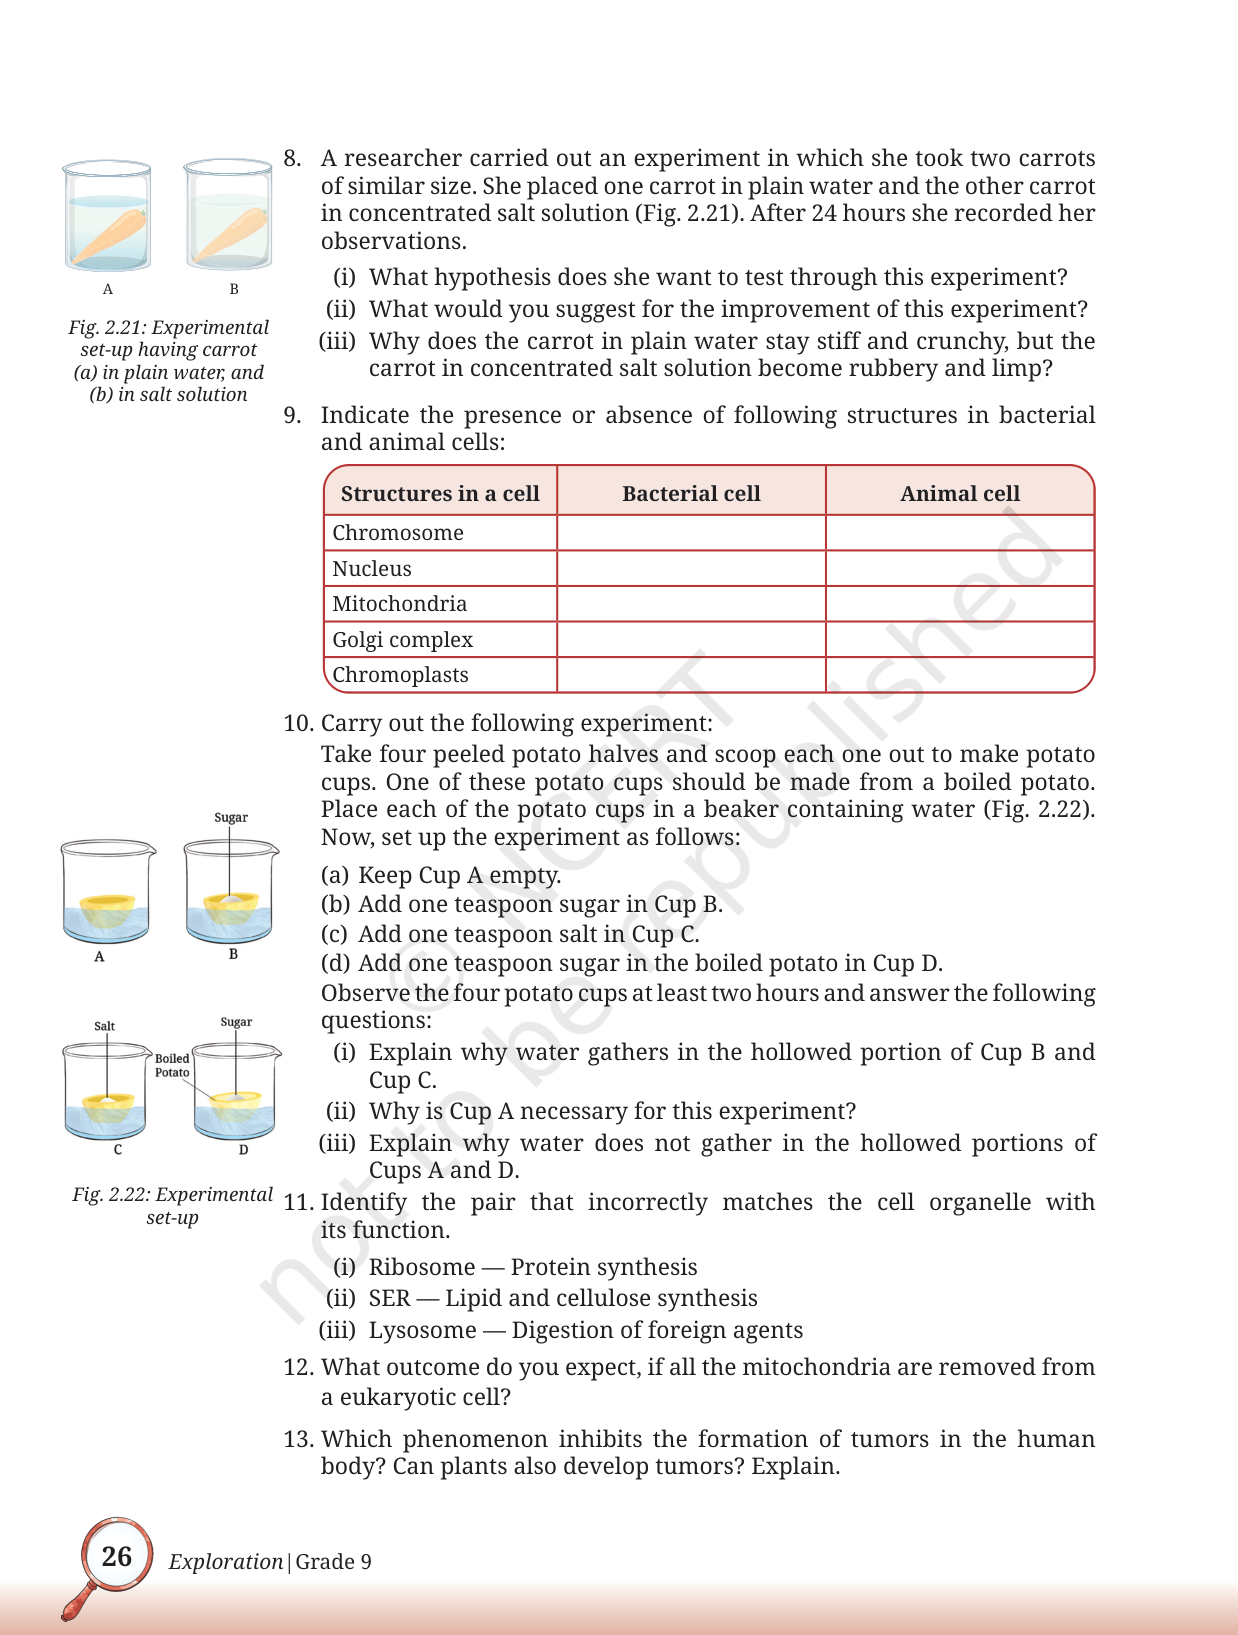 8. A researcher carried out an experiment in which she took two carrots
of similar size. She placed one carrot in plain water and the other carrot
in concentrated salt solution (Fig. 2.21). After 24 hours she recorded her
observations.
(i) What hypothesis does she want to test through this experiment?
(ii) What would you suggest for the improvement of this experiment?
(iii) Why does the carrot in plain water stay stiff and crunchy, but the
carrot in concentrated salt solution become rubbery and limp?
A
B
Fig. 2.21: Experimental
set-up having carrot
(a) in plain water, and
(b) in salt solution
9. Indicate the presence or absence of following structures in bacterial
and animal cells:
Structures in a cell Bacterial cell Animal cell
Chromosome
Nucleus
Mitochondria
Golgi complex
Chromoplasts
10. Carry out the following experiment:
Take four peeled potato halves and scoop each one out to make potato
cups. One of these potato cups should be made from a boiled potato.
Place each of the potato cups in a beaker containing water (Fig. 2.22).
Now, set up the experiment as follows:
(a) Keep Cup A empty.
(b) Add one teaspoon sugar in Cup B.
(c) Add one teaspoon salt in Cup C.
(d) Add one teaspoon sugar in the boiled potato in Cup D.
Observe the four potato cups at least two hours and answer the following
questions:
(i) Explain why water gathers in the hollowed portion of Cup B and
Cup C.
(ii) Why is Cup A necessary for this experiment?
(iii) Explain why water does not gather in the hollowed portions of
Cups A and D.
Sugar
A
B
Salt
Sugar
Boiled
Potato
C
D
Fig. 2.22: Experimental
set-up
11. Identify the pair that incorrectly matches the cell organelle with
its function.
(i) Ribosome — Protein synthesis
(ii) SER — Lipid and cellulose synthesis
(iii) Lysosome — Digestion of foreign agents
12. What outcome do you expect, if all the mitochondria are removed from
a eukaryotic cell?
13. Which phenomenon inhibits the formation of tumors in the human
body? Can plants also develop tumors? Explain.
26
Exploration|Grade 9
© NCERT
not to be republished